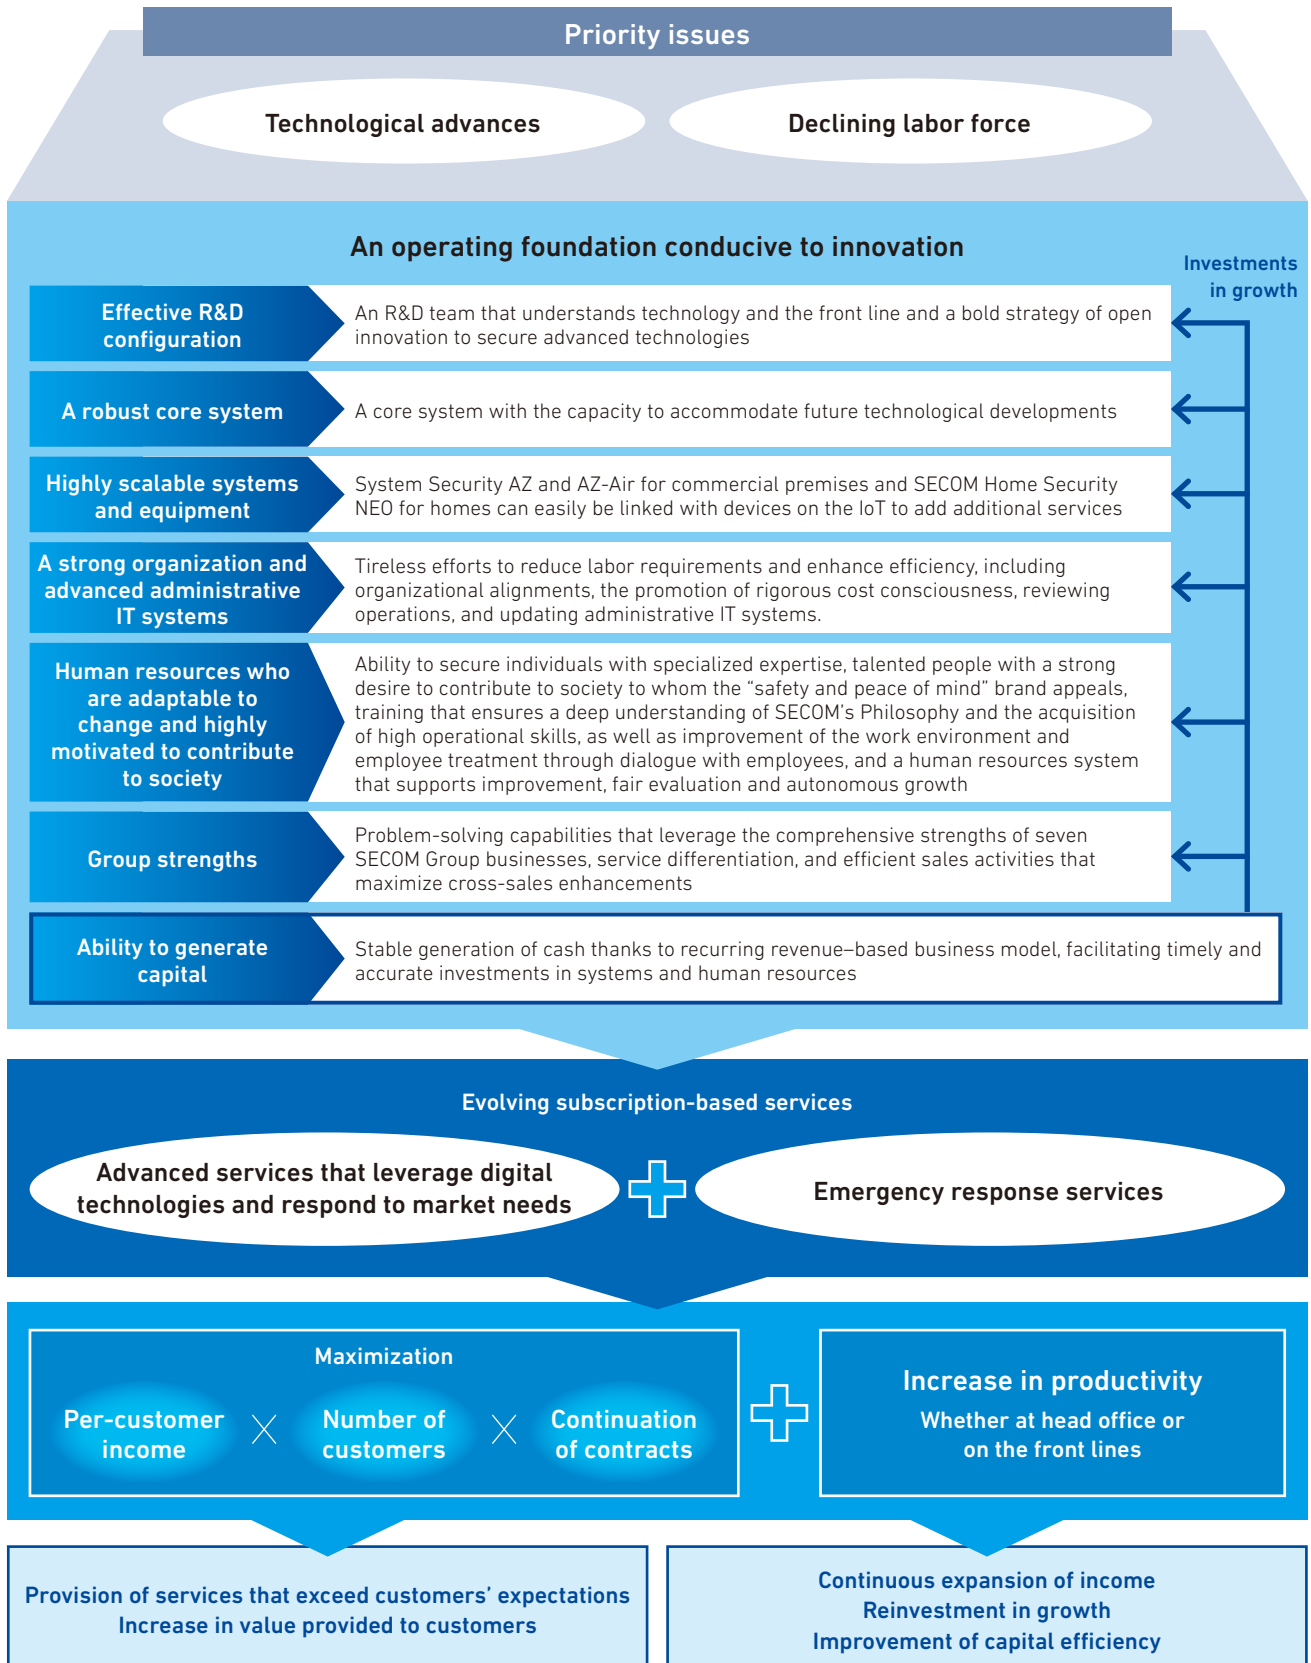 Priority issues
Technological advances
Declining labor force
An operating foundation conducive to innovation
Investments
in growth
Effective R&D
configuration
An R&D team that understands technology and the front line and a bold strategy of open
innovation to secure advanced technologies
A robust core system
A core system with the capacity to accommodate future technological developments
Highly scalable systems
and equipment
System Security AZ and AZ-Air for commercial premises and SECOM Home Security
NEO for homes can easily be linked with devices on the IoT to add additional services
A strong organization and
advanced administrative
IT systems
Tireless efforts to reduce labor requirements and enhance efficiency, including
organizational alignments, the promotion of rigorous cost consciousness, reviewing
operations, and updating administrative IT systems.
Human resources who
are adaptable to
change and highly
motivated to contribute
to society
Ability to secure individuals with specialized expertise, talented people with a strong
desire to contribute to society to whom the “safety and peace of mind” brand appeals,
training that ensures a deep understanding of SECOM’s Philosophy and the acquisition
of high operational skills, as well as improvement of the work environment and
employee treatment through dialogue with employees, and a human resources system
that supports improvement, fair evaluation and autonomous growth
Group strengths
Problem-solving capabilities that leverage the comprehensive strengths of seven
SECOM Group businesses, service differentiation, and efficient sales activities that
maximize cross-sales enhancements
Ability to generate
capital
Stable generation of cash thanks to recurring revenue–based business model, facilitating timely and
accurate investments in systems and human resources
Evolving subscription-based services
Advanced services that leverage digital
technologies and respond to market needs
Emergency response services
Maximization
Per-customer
income
Number of
customers
Continuation
of contracts
Increase in productivity
Whether at head office or
on the front lines
Provision of services that exceed customers’ expectations
Increase in value provided to customers
Continuous expansion of income
Reinvestment in growth
Improvement of capital efficiency